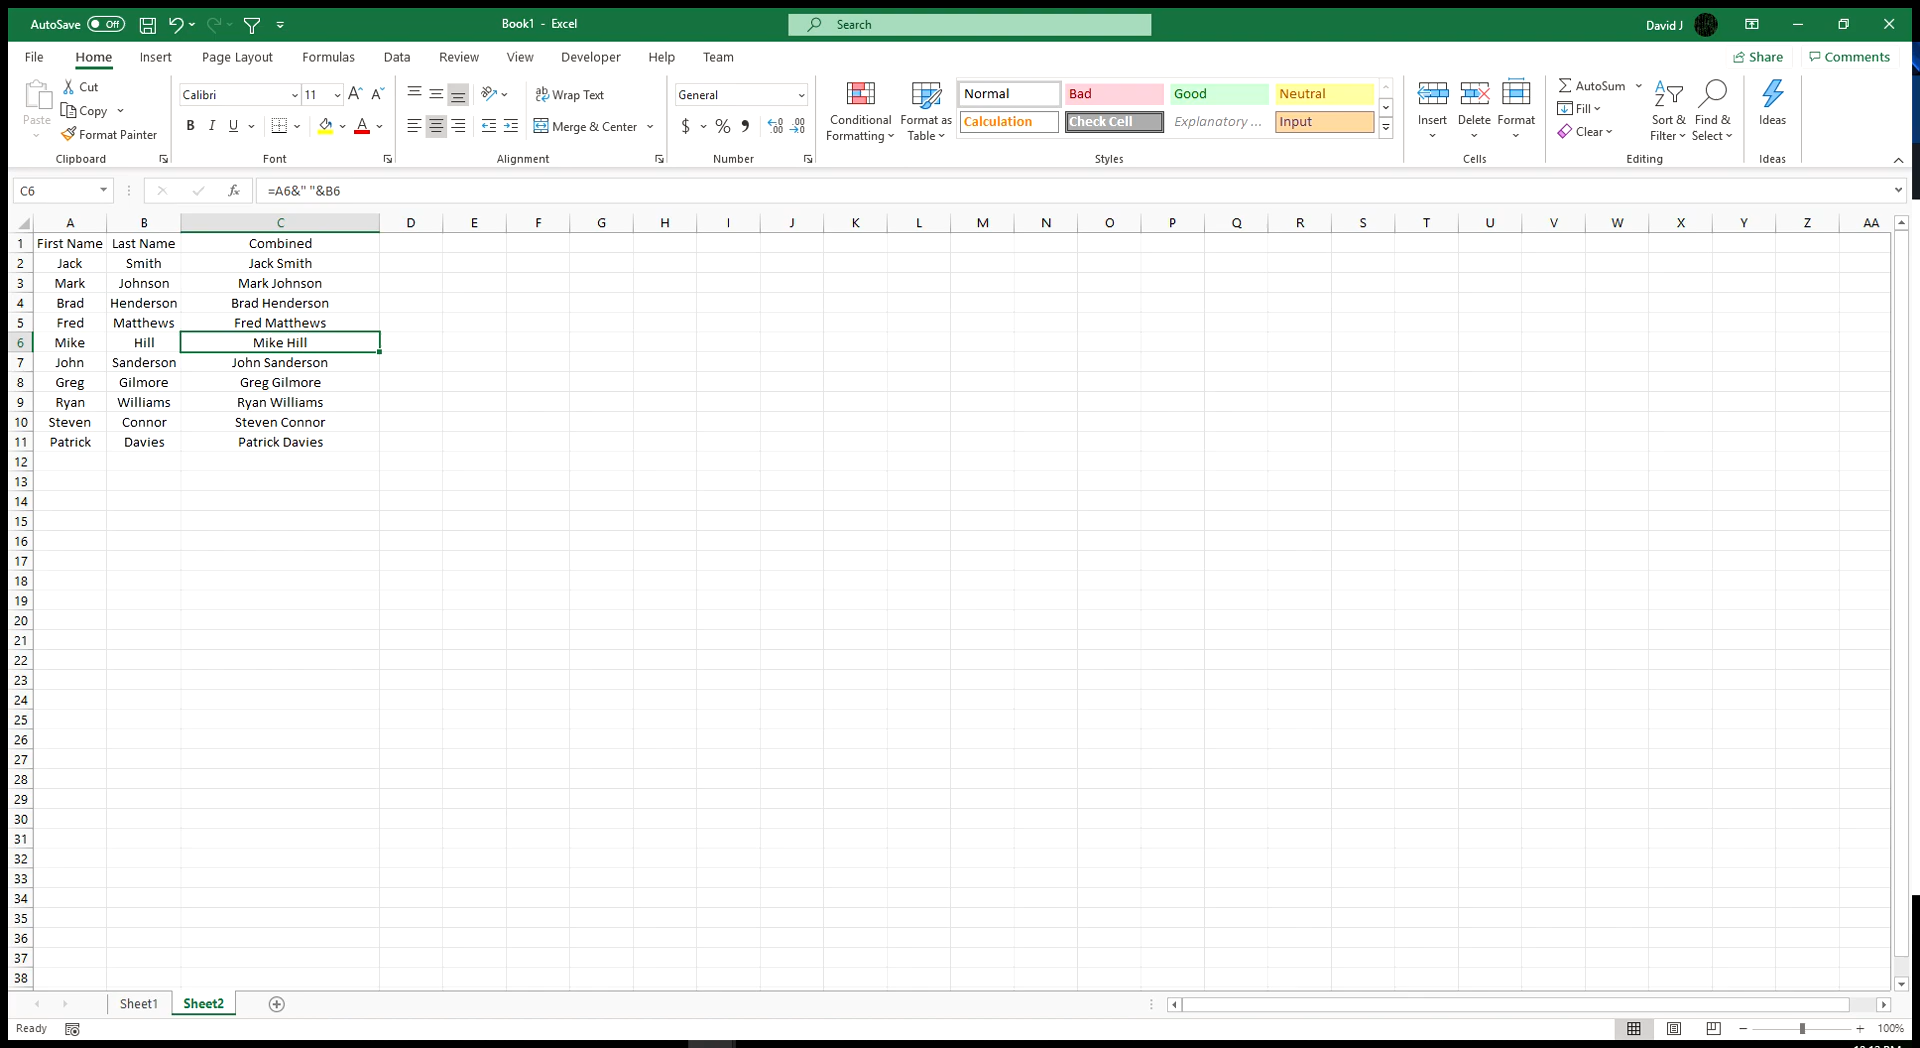 AutoSave Off Book1 - Excel Search David J
File Home Insert Page Layout Formulas Data Review View Developer Help Team Share Comments
Paste Cut Copy Format Painter
Clipboard
Calibri 11
B I U A
Font
Wrap Text
Merge & Center
Alignment
General
$ % 9
Number
Conditional Formatting
Format as Table
Normal Bad Good Neutral
Calculation Check Cell Explanatory ... Input
Styles
Insert Delete Format
Cells
AutoSum
Fill
Clear
Sort & Filter
Find & Select
Editing
Ideas
Ideas
C6 fx =A6&" "&B6
A B C D E F G H I J K L M N O P Q R S T U V W X Y Z AA
1 First Name Last Name Combined
2 Jack Smith Jack Smith
3 Mark Johnson Mark Johnson
4 Brad Henderson Brad Henderson
5 Fred Matthews Fred Matthews
6 Mike Hill Mike Hill
7 John Sanderson John Sanderson
8 Greg Gilmore Greg Gilmore
9 Ryan Williams Ryan Williams
10 Steven Connor Steven Connor
11 Patrick Davies Patrick Davies
12
13
14
15
16
17
18
19
20
21
22
23
24
25
26
27
28
29
30
31
32
33
34
35
36
37
38
Sheet1 Sheet2
Ready 100%